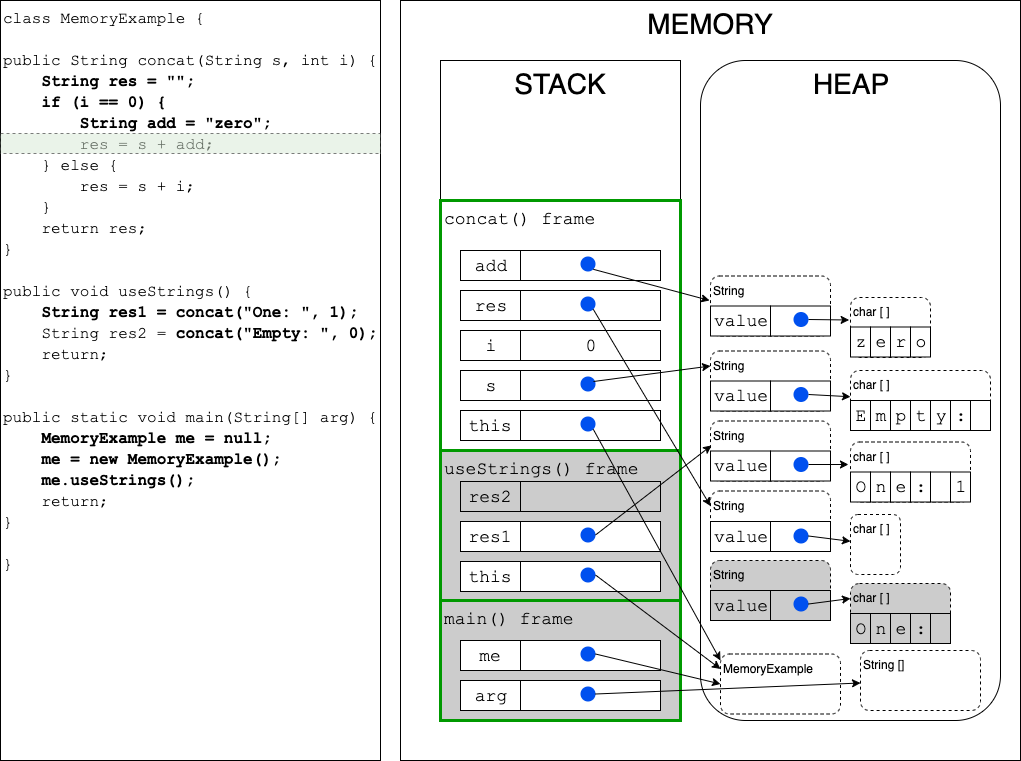 class MemoryExample {
public String concat(String s, int i) {
String res = "";
if (i == 0) {
String add = "zero";
res = s + add;
} else {
res = s + i;
}
return res;
}
public void useStrings() {
String res1 = concat("One: ", 1);
String res2 = concat("Empty: ", 0);
return;
}
public static void main(String[] arg) {
MemoryExample me = null;
me = new MemoryExample();
me.useStrings();
return;
}
}
MEMORY
STACK
concat() frame
add
res
i 0
s
this
useStrings() frame
res2
res1
this
main() frame
me
arg
HEAP
String
value
char [ ]
z e r o
String
value
char [ ]
E m p t y :
String
value
char [ ]
O n e : 1
String
value
char [ ]
String
value
char [ ]
O n e :
MemoryExample
String []